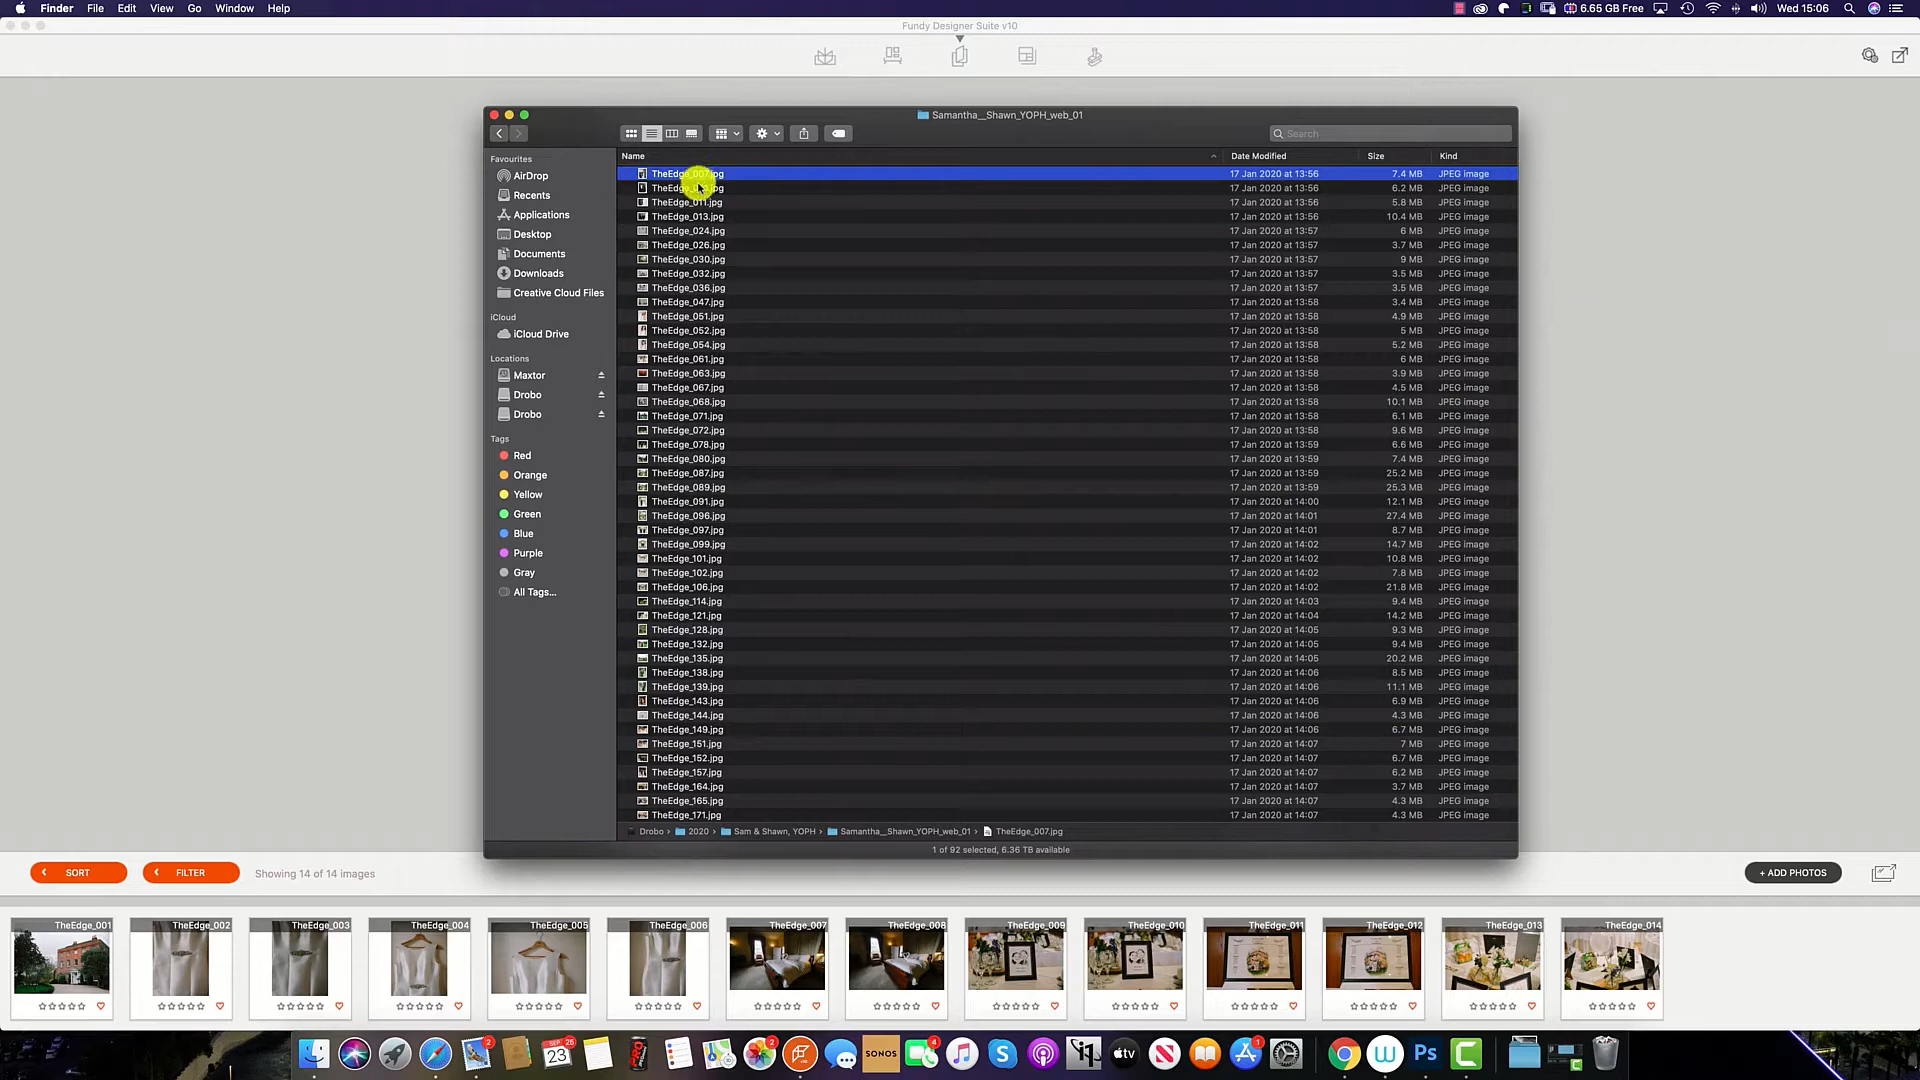 Finder File Edit View Go Window Help 6.65 GB Free Wed 15:06
Fundy Designer Suite v10
Samantha__Shawn_YOPH_web_01
Search
Favourites
AirDrop
Recents
Applications
Desktop
Documents
Downloads
Creative Cloud Files
iCloud
iCloud Drive
Locations
Maxtor
Drobo
Drobo
Tags
Red
Orange
Yellow
Green
Blue
Purple
Gray
All Tags...
Name Date Modified Size Kind
TheEdge_007.jpg 17 Jan 2020 at 13:56 7.4 MB JPEG image
17 Jan 2020 at 13:56 6.2 MB JPEG image
TheEdge_011.jpg 17 Jan 2020 at 13:56 5.8 MB JPEG image
TheEdge_013.jpg 17 Jan 2020 at 13:56 10.4 MB JPEG image
TheEdge_024.jpg 17 Jan 2020 at 13:57 6 MB JPEG image
TheEdge_026.jpg 17 Jan 2020 at 13:57 3.7 MB JPEG image
TheEdge_030.jpg 17 Jan 2020 at 13:57 9 MB JPEG image
TheEdge_032.jpg 17 Jan 2020 at 13:57 3.5 MB JPEG image
TheEdge_036.jpg 17 Jan 2020 at 13:57 3.5 MB JPEG image
TheEdge_047.jpg 17 Jan 2020 at 13:58 3.4 MB JPEG image
TheEdge_051.jpg 17 Jan 2020 at 13:58 4.9 MB JPEG image
TheEdge_052.jpg 17 Jan 2020 at 13:58 5 MB JPEG image
TheEdge_054.jpg 17 Jan 2020 at 13:58 5.2 MB JPEG image
TheEdge_061.jpg 17 Jan 2020 at 13:58 6 MB JPEG image
TheEdge_063.jpg 17 Jan 2020 at 13:58 3.9 MB JPEG image
TheEdge_067.jpg 17 Jan 2020 at 13:58 4.5 MB JPEG image
TheEdge_068.jpg 17 Jan 2020 at 13:58 10.1 MB JPEG image
TheEdge_071.jpg 17 Jan 2020 at 13:58 6.1 MB JPEG image
TheEdge_072.jpg 17 Jan 2020 at 13:58 9.6 MB JPEG image
TheEdge_078.jpg 17 Jan 2020 at 13:59 6.6 MB JPEG image
TheEdge_080.jpg 17 Jan 2020 at 13:59 7.4 MB JPEG image
TheEdge_087.jpg 17 Jan 2020 at 13:59 25.2 MB JPEG image
TheEdge_089.jpg 17 Jan 2020 at 13:59 25.3 MB JPEG image
TheEdge_091.jpg 17 Jan 2020 at 14:00 12.1 MB JPEG image
TheEdge_096.jpg 17 Jan 2020 at 14:01 27.4 MB JPEG image
TheEdge_097.jpg 17 Jan 2020 at 14:01 8.7 MB JPEG image
TheEdge_099.jpg 17 Jan 2020 at 14:02 14.7 MB JPEG image
TheEdge_101.jpg 17 Jan 2020 at 14:02 10.8 MB JPEG image
TheEdge_102.jpg 17 Jan 2020 at 14:02 7.8 MB JPEG image
TheEdge_106.jpg 17 Jan 2020 at 14:02 21.8 MB JPEG image
TheEdge_114.jpg 17 Jan 2020 at 14:03 9.4 MB JPEG image
TheEdge_121.jpg 17 Jan 2020 at 14:04 14.2 MB JPEG image
TheEdge_128.jpg 17 Jan 2020 at 14:05 9.3 MB JPEG image
TheEdge_132.jpg 17 Jan 2020 at 14:05 9.4 MB JPEG image
TheEdge_135.jpg 17 Jan 2020 at 14:05 20.2 MB JPEG image
TheEdge_138.jpg 17 Jan 2020 at 14:06 8.5 MB JPEG image
TheEdge_139.jpg 17 Jan 2020 at 14:06 11.1 MB JPEG image
TheEdge_143.jpg 17 Jan 2020 at 14:06 6.9 MB JPEG image
TheEdge_144.jpg 17 Jan 2020 at 14:06 4.3 MB JPEG image
TheEdge_149.jpg 17 Jan 2020 at 14:06 6.7 MB JPEG image
TheEdge_151.jpg 17 Jan 2020 at 14:07 7 MB JPEG image
TheEdge_152.jpg 17 Jan 2020 at 14:07 6.7 MB JPEG image
TheEdge_157.jpg 17 Jan 2020 at 14:07 6.2 MB JPEG image
TheEdge_164.jpg 17 Jan 2020 at 14:07 3.7 MB JPEG image
TheEdge_165.jpg 17 Jan 2020 at 14:07 4.3 MB JPEG image
TheEdge_171.jpg 17 Jan 2020 at 14:07 4.3 MB JPEG image
Drobo › 2020 › Sam & Shawn, YOPH › Samantha__Shawn_YOPH_web_01 › TheEdge_007.jpg
1 of 92 selected, 6.36 TB available
SORT FILTER Showing 14 of 14 images + ADD PHOTOS
TheEdge_001 TheEdge_002 TheEdge_003 TheEdge_004 TheEdge_005 TheEdge_006 TheEdge_007 TheEdge_008 TheEdge_009 TheEdge_010 TheEdge_011 TheEdge_012 TheEdge_013 TheEdge_014
SEP 23 SONOS tv Ps